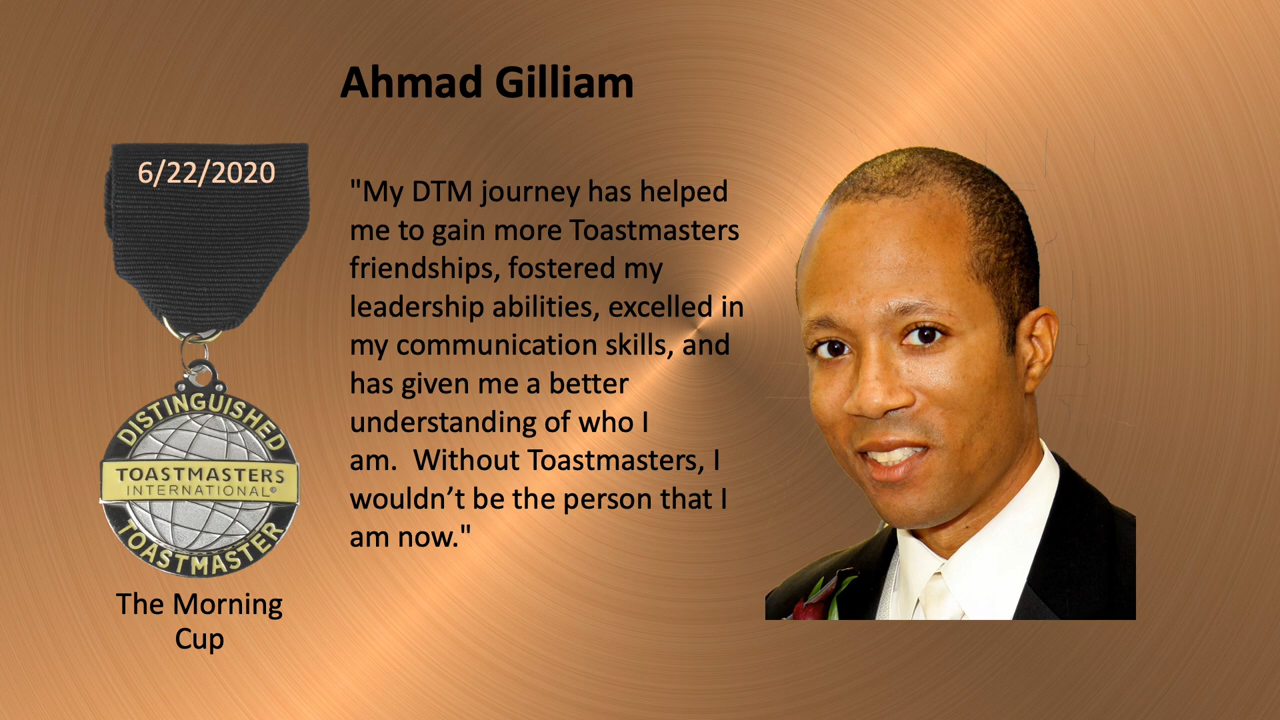 Ahmad Gilliam
6/22/2020
"My DTM journey has helped
me to gain more Toastmasters
friendships, fostered my
leadership abilities, excelled in
my communication skills, and
has given me a better
understanding of who I
am.  Without Toastmasters, I
wouldn’t be the person that I
am now."
DISTINGUISHED
TOASTMASTERS
INTERNATIONAL®
TOASTMASTER
The Morning
Cup